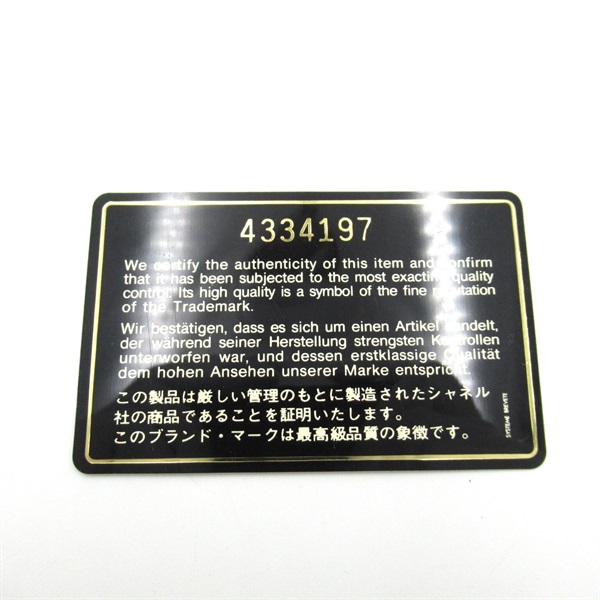 4334197
We certify the authenticity of this item and confirm
that it has been subjected to the most exacting quality
control. Its high quality is a symbol of the fine reputation
of the Trademark.
Wir bestätigen, dass es sich um einen Artikel handelt,
der während seiner Herstellung strengsten Kontrollen
unterworfen war, und dessen erstklassige Qualität
dem hohen Ansehen unserer Marke entspricht.
この製品は厳しい管理のもとに製造されたシャネル
社の商品であることを証明いたします。
このブランド・マークは最高級品質の象徴です。
SYSTEME BREVETE